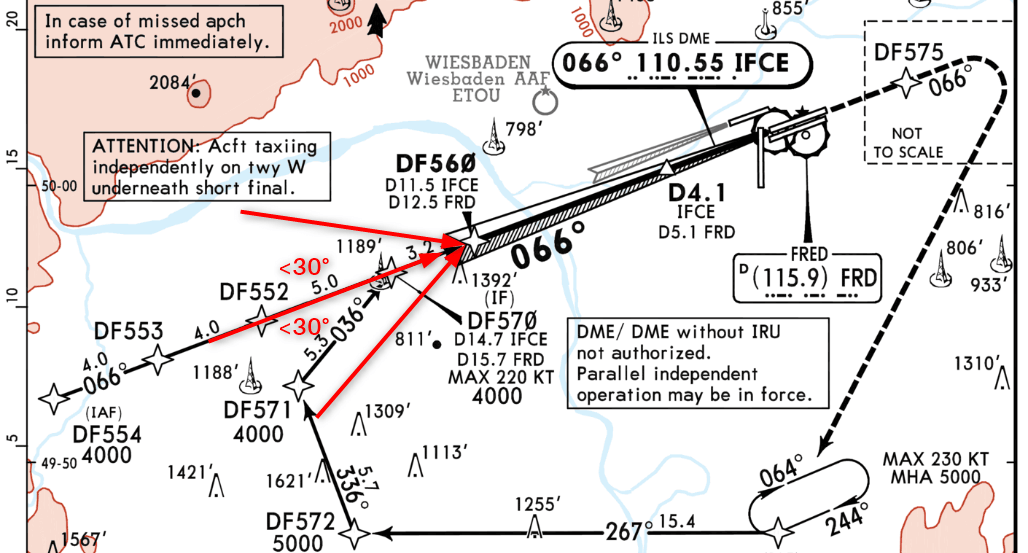 20
In case of missed apch
inform ATC immediately.
2000
1000
855'
ILS DME
066° 110.55 IFCE
DF575
066°
WIESBADEN
Wiesbaden AAF
ETOU
1000
2084'
798'
NOT
TO SCALE
15
50-00
ATTENTION: Acft taxiing
independently on twy W
underneath short final.
DF56Ø
D11.5 IFCE
D12.5 FRD
D4.1
IFCE
D5.1 FRD
816'
806'
933'
FRED
D (115.9) FRD
066°
1189'
3.2
<30°
5.0
<30°
1392'
(IF)
DF57Ø
D14.7 IFCE
D15.7 FRD
MAX 220 KT
4000
811'
10
DF552
4.0
DF553
4.0
066°
5.3
036°
DME/ DME without IRU
not authorized.
Parallel independent
operation may be in force.
1310'
1188'
(IAF)
DF554
4000
DF571
4000
1309'
5
49-50
1421'
1621'
1113'
5.7
336°
064°
244°
MAX 230 KT
MHA 5000
DF572
5000
1255'
267° 15.4
1567'